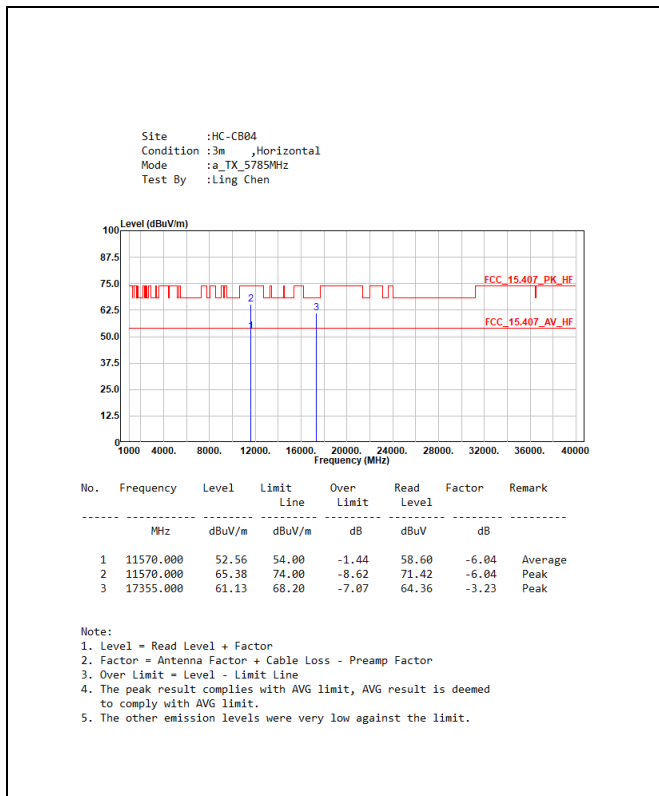 Site :HC-CB04
Condition :3m ,Horizontal
Mode :a_TX_5785MHz
Test By :Ling Chen
Level (dBuV/m)
100
87.5
75.0
62.5
50.0
37.5
25.0
12.5
0
FCC_15.407_PK_HF
FCC_15.407_AV_HF
2
3
1
1000 4000. 8000. 12000. 16000. 20000. 24000. 28000. 32000. 36000. 40000
Frequency (MHz)
No. Frequency Level Limit Over Read Factor Remark
Line Limit Level
------ ----------- -------- -------- -------- -------- -------- ---------
MHz dBuV/m dBuV/m dB dBuV dB
1 11570.000 52.56 54.00 -1.44 58.60 -6.04 Average
2 11570.000 65.38 74.00 -8.62 71.42 -6.04 Peak
3 17355.000 61.13 68.20 -7.07 64.36 -3.23 Peak
Note:
1. Level = Read Level + Factor
2. Factor = Antenna Factor + Cable Loss - Preamp Factor
3. Over Limit = Level - Limit Line
4. The peak result complies with AVG limit, AVG result is deemed
to comply with AVG limit.
5. The other emission levels were very low against the limit.